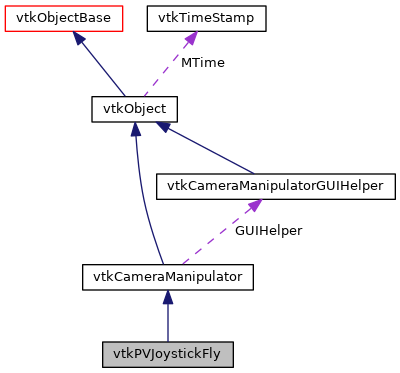 vtkObjectBase
vtkTimeStamp
MTime
vtkObject
vtkCameraManipulatorGUIHelper
GUIHelper
vtkCameraManipulator
vtkPVJoystickFly